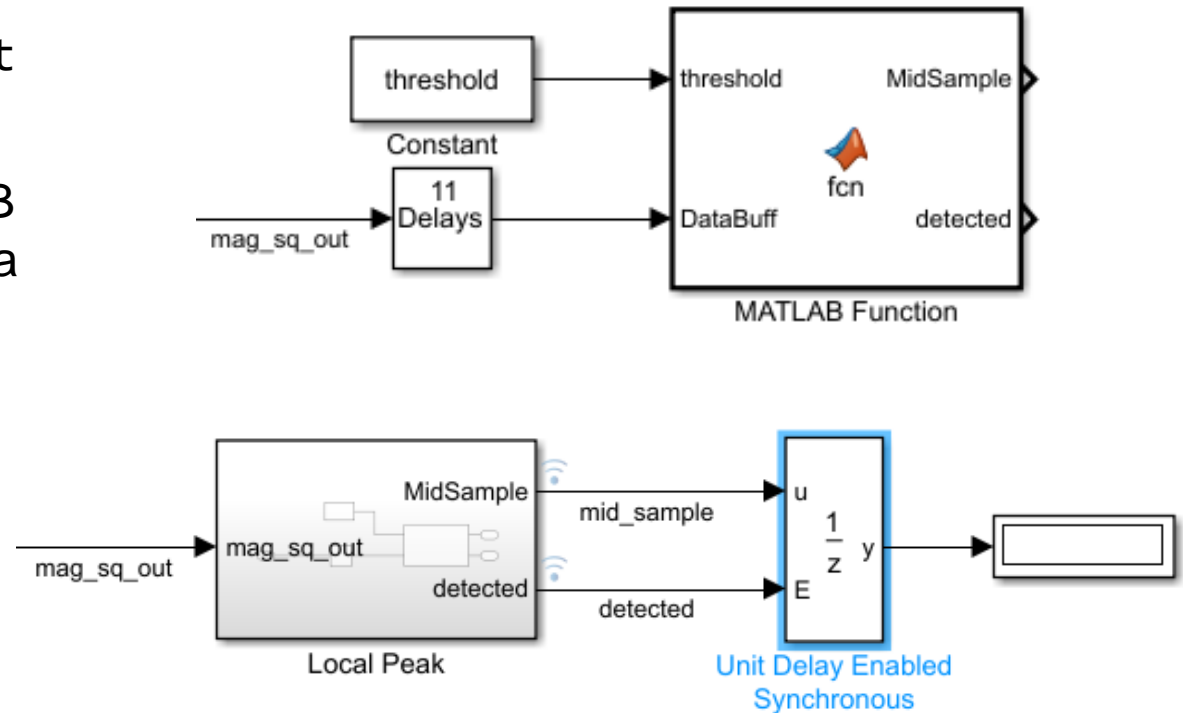 t
threshold
Constant
threshold
MidSample
fcn
B
a
11
Delays
mag_sq_out
DataBuff
detected
MATLAB Function
MidSample
mid_sample
u
1
z
y
mag_sq_out
mag_sq_out
detected
detected
E
Local Peak
Unit Delay Enabled
Synchronous